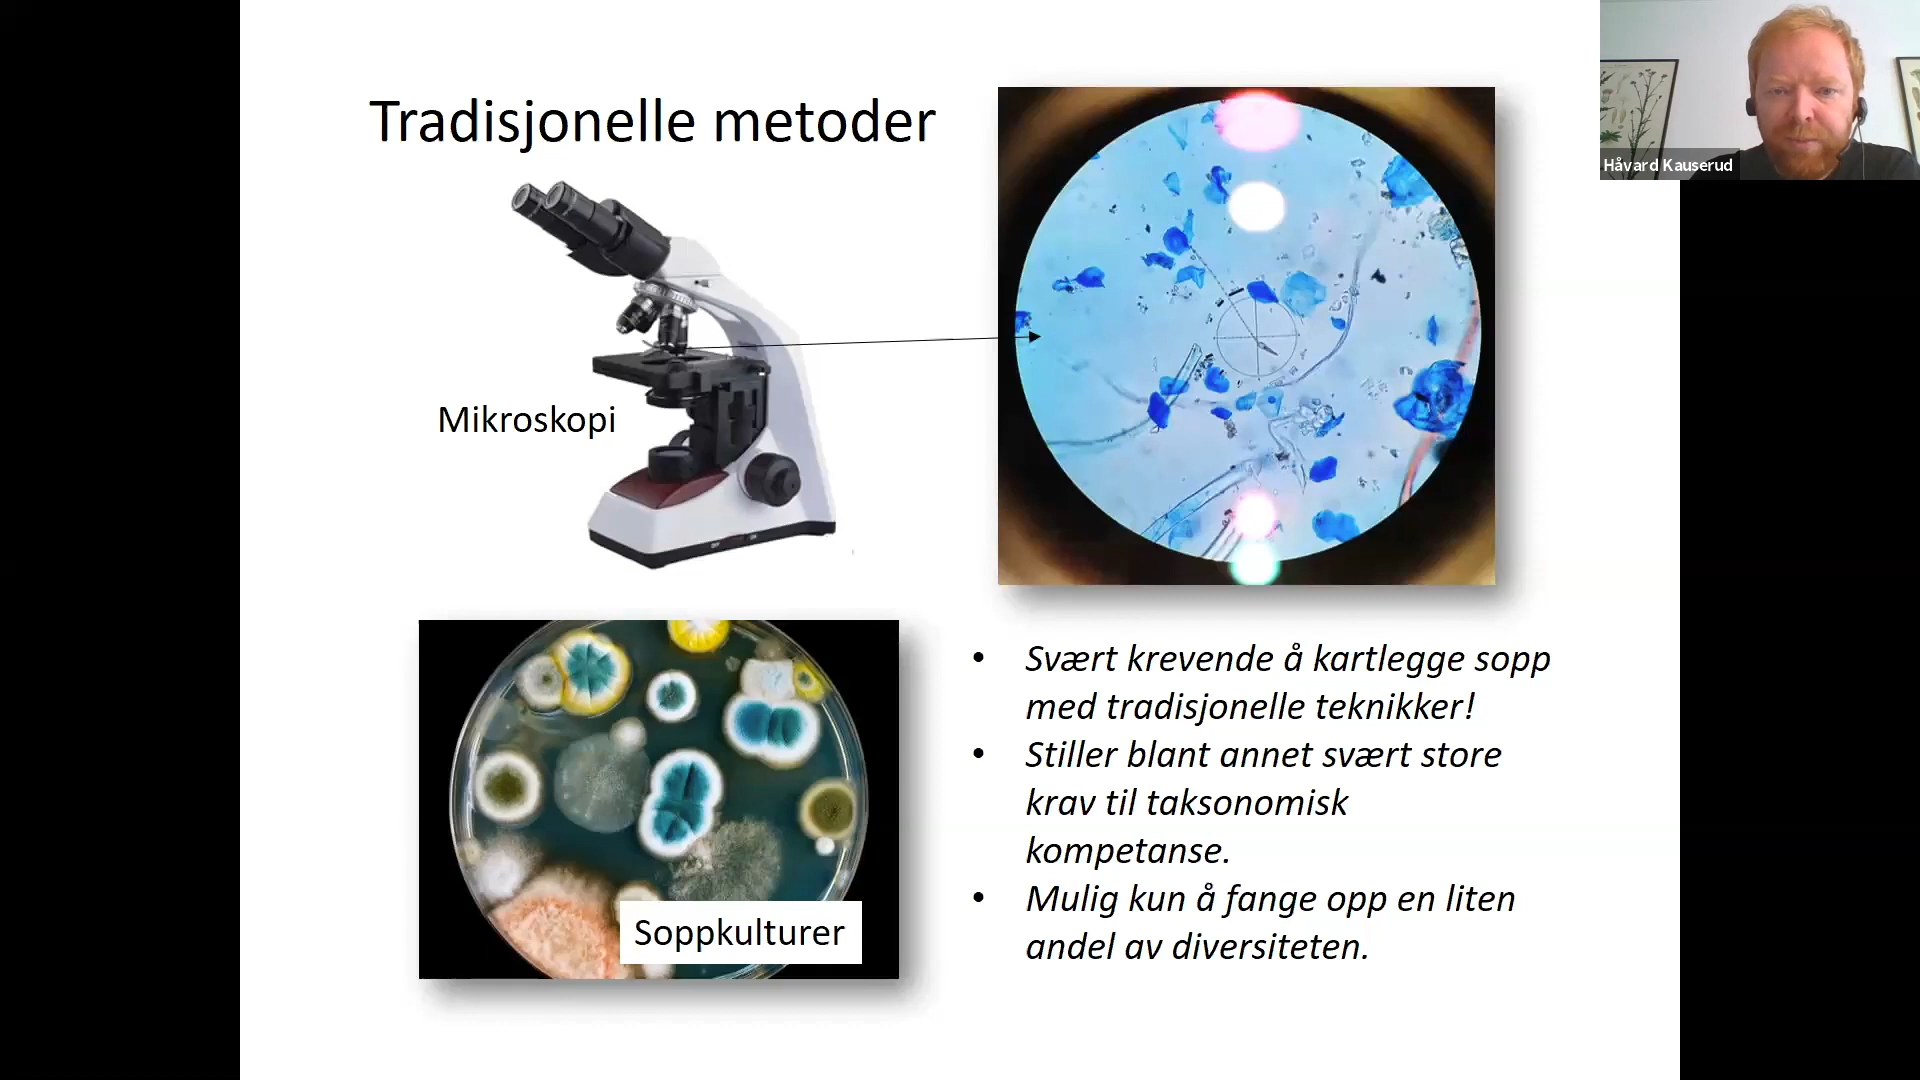 Tradisjonelle metoder
Håvard Kauserud
Mikroskopi
Soppkulturer
• Svært krevende å kartlegge sopp
med tradisjonelle teknikker!
• Stiller blant annet svært store
krav til taksonomisk
kompetanse.
• Mulig kun å fange opp en liten
andel av diversiteten.